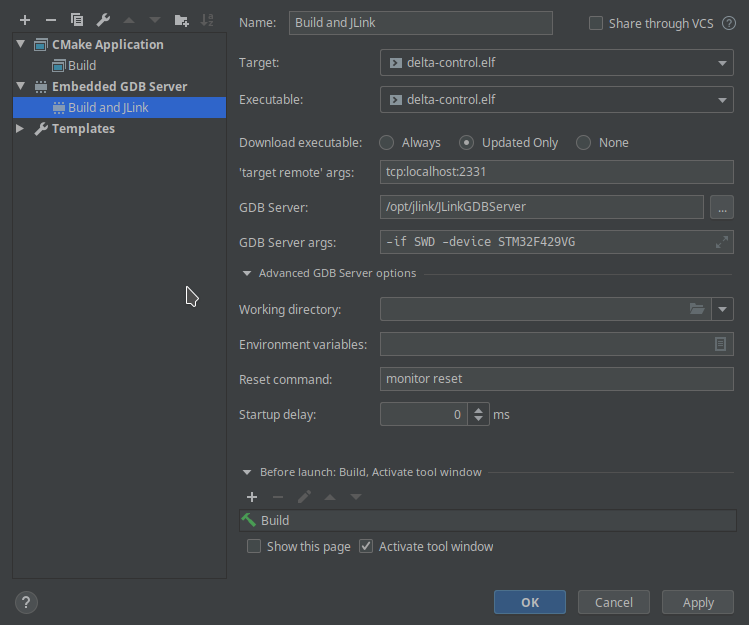 Name: Build and JLink Share through VCS ?
CMake Application
Build
Embedded GDB Server
Build and JLink
Templates
Target: delta-control.elf
Executable: delta-control.elf
Download executable: Always Updated Only None
'target remote' args: tcp:localhost:2331
GDB Server: /opt/jlink/JLinkGDBServer ...
GDB Server args: -if SWD -device STM32F429VG
Advanced GDB Server options
Working directory:
Environment variables:
Reset command: monitor reset
Startup delay: 0 ms
Before launch: Build, Activate tool window
Build
Show this page Activate tool window
? OK Cancel Apply